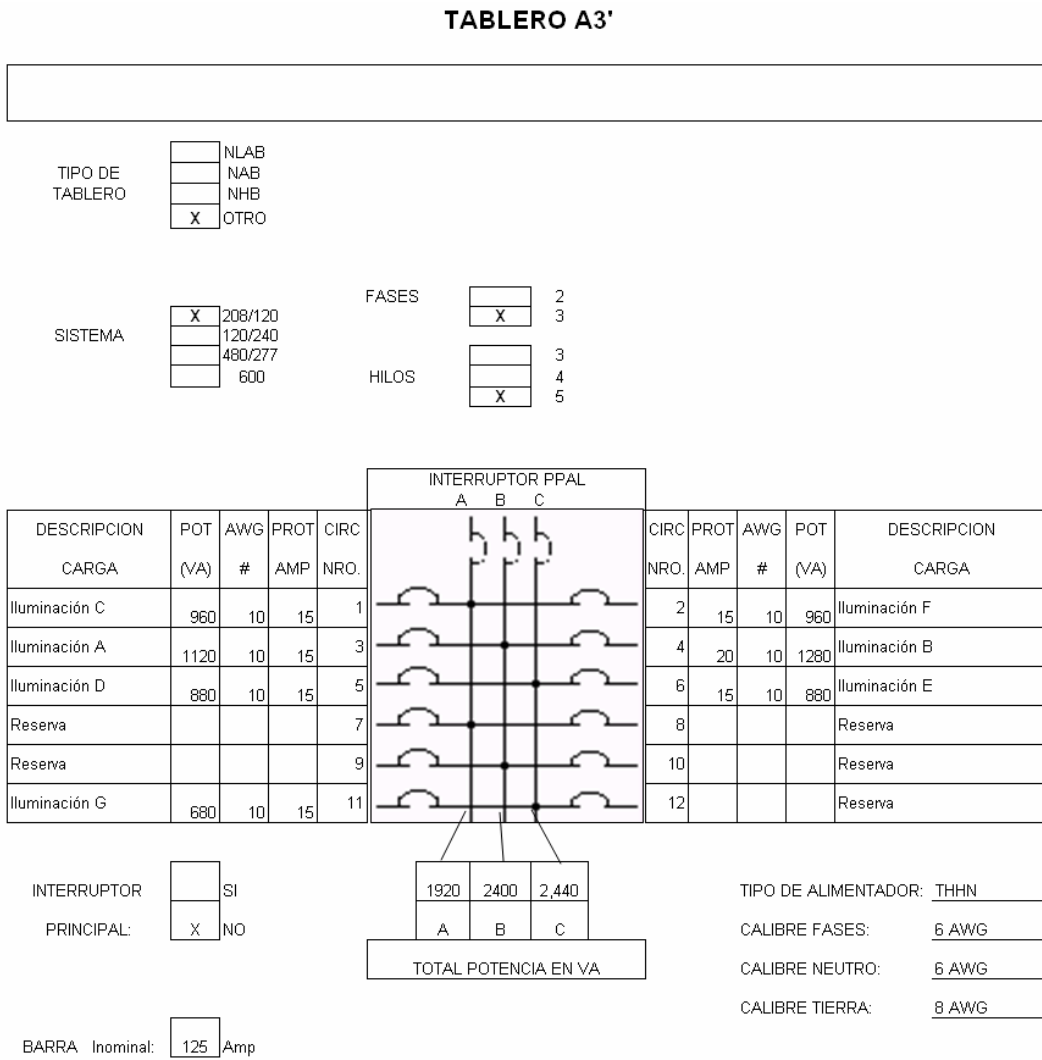 TABLERO A3'
TIPO DE TABLERO
NLAB
NAB
NHB
X OTRO
SISTEMA
X 208/120
120/240
480/277
600
FASES
2
X 3
HILOS
3
4
X 5
INTERRUPTOR PPAL
A B C
DESCRIPCION CARGA POT (VA) AWG # PROT AMP CIRC NRO. CIRC NRO. PROT AMP AWG # POT (VA) DESCRIPCION CARGA
Iluminación C 960 10 15 1 2 15 10 960 Iluminación F
Iluminación A 1120 10 15 3 4 20 10 1280 Iluminación B
Iluminación D 880 10 15 5 6 15 10 880 Iluminación E
Reserva 7 8 Reserva
Reserva 9 10 Reserva
Iluminación G 680 10 15 11 12 Reserva
INTERRUPTOR PRINCIPAL:
SI
X NO
1920 2400 2,440
A B C
TOTAL POTENCIA EN VA
TIPO DE ALIMENTADOR: THHN
CALIBRE FASES: 6 AWG
CALIBRE NEUTRO: 6 AWG
CALIBRE TIERRA: 8 AWG
BARRA Inominal: 125 Amp